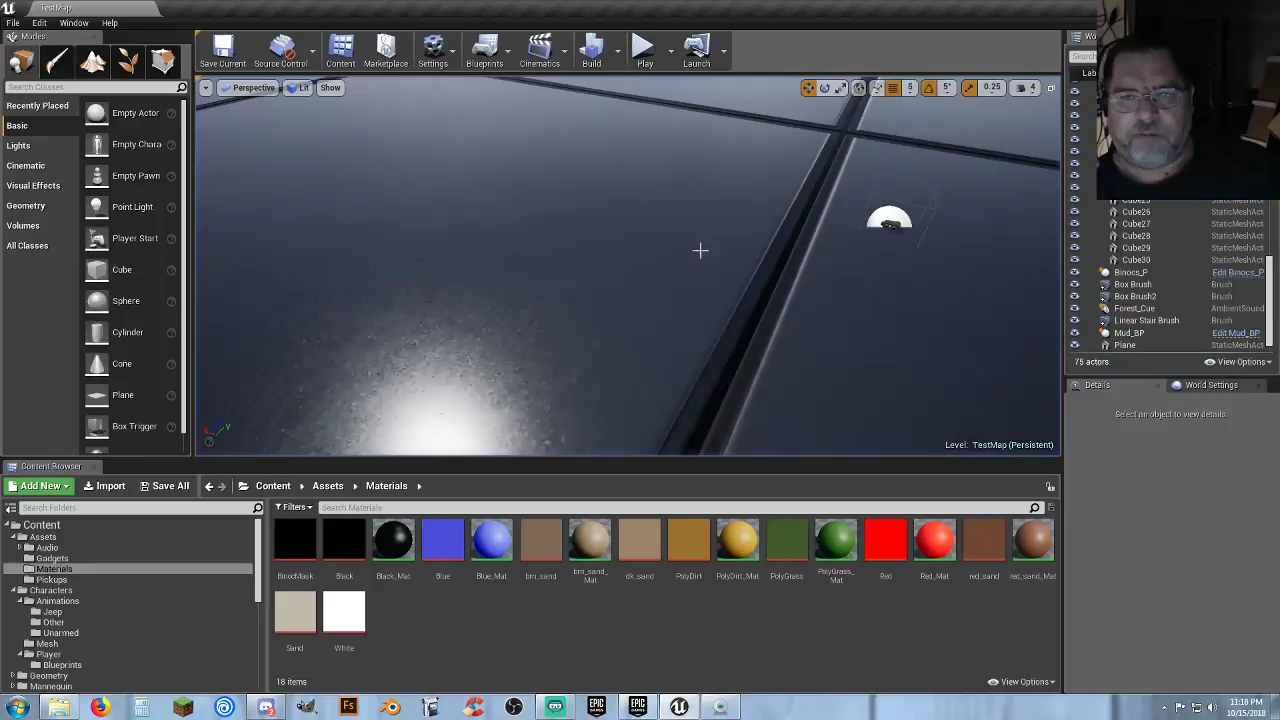 TestMap
File Edit Window Help
Modes
Search Classes
Recently Placed
Basic
Lights
Cinematic
Visual Effects
Geometry
Volumes
All Classes
Empty Actor
Empty Chara
Empty Pawn
Point Light
Player Start
Cube
Sphere
Cylinder
Cone
Plane
Box Trigger
Save Current Source Control Content Marketplace Settings Blueprints Cinematics Build Play Launch
Perspective Lit Show
5 5° 0.25 4
Level: TestMap (Persistent)
Lab
Cube26 StaticMeshAct
Cube27 StaticMeshAct
Cube28 StaticMeshAct
Cube29 StaticMeshAct
Cube30 StaticMeshAct
Binocs_P Edit Binocs_P
Box Brush Brush
Box Brush2 Brush
Forest_Cue AmbientSound
Linear Stair Brush Brush
Mud_BP Edit Mud_BP
Plane StaticMeshAct
75 actors View Options
Details World Settings
Select an object to view details.
Content Browser
Add New Import Save All Content Assets Materials
Search Folders
Filters Search Materials
Content
Assets
Audio
Gadgets
Materials
Pickups
Characters
Animations
Jeep
Other
Unarmed
Mesh
Player
Blueprints
Geometry
Mannequin
BinocMask Black Black_Mat Blue Blue_Mat brn_sand brn_sand_Mat dk_sand PolyDirt PolyDirt_Mat PolyGrass PolyGrass_Mat Red Red_Mat red_sand red_sand_Mat
Sand White
18 items View Options
11:18 PM
10/15/2018